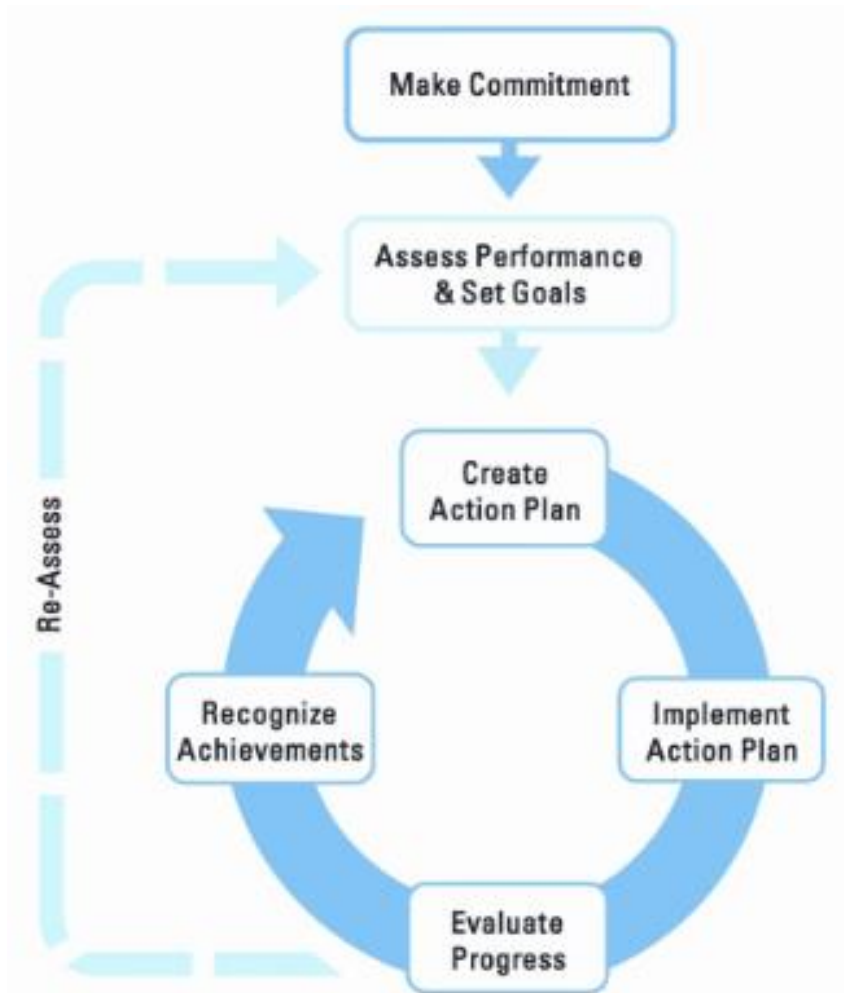 Make Commitment
Assess Performance
& Set Goals
Create
Action Plan
Re-Assess
Recognize
Achievements
Implement
Action Plan
Evaluate
Progress